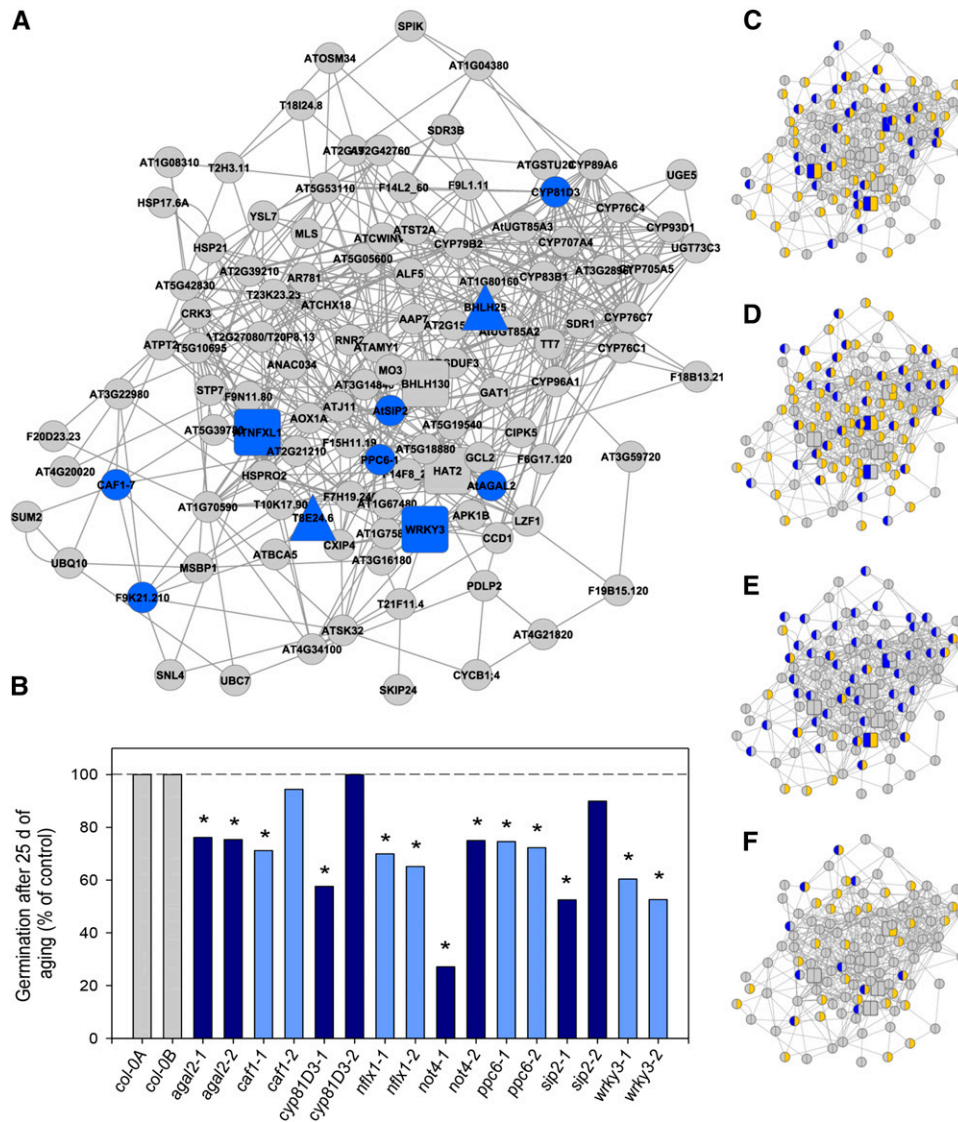 A
SPIK
ATOSM34
AT1G04380
T18I24.8
SDR3B
AT1G08310
T2H3.11
AT2G42760
ATGSTU20
CYP89A6
HSP17.6A
AT5G53110
F14L2_60
F9L1.11
CYP81D3
UGE5
YSL7
MLS
ATST2A
AtUGT85A3
CYP76C4
CYP93D1
HSP21
ATCWINV
CYP79B2
CYP707A4
UGT73C3
AT5G05600
AT2G39210
AR781
ALF5
CYP83B1
CYP705A5
AT5G42830
T23K23.23
AT1G80160
CRK3
ATCHX18
AAP7
BHLH25
ATPT2
T5G10695
AT2G27080/T20P8.13
RNR2
ATAMY1
AtUGT85A2
SDR1
CYP76C7
TT7
CYP76C1
ANAC034
MO3
AT3G22980
STP7
F9N11.80
BHLH130
GAT1
CYP96A1
F18B13.21
ATJ11
AtSIP2
F20D23.23
AT5G39780
ATNFXL1
AOX1A
AT5G19540
CIPK5
AT4G20020
AT2G21210
F15H11.19
AT5G18880
GCL2
F6G17.120
AT3G59720
CAF1-7
HSPRO2
PPC6-1
HAT2
AtAGAL2
SUM2
AT1G70590
T10K17.90
AT1G67480
APK1B
T8E24.6
WRKY3
LZF1
UBQ10
MSBP1
ATBCA5
CXIP4
CCD1
AT3G16180
F9K21.210
T21F11.4
PDLP2
F19B15.120
ATSK32
AT4G34100
AT4G21820
SNL4
UBC7
SKIP24
CYCB1;4
B
Germination after 25 d of
aging (% of control)
100
80
60
40
20
0
* * * * * * * * * * * * *
col-0A
col-0B
agal2-1
agal2-2
caf1-1
caf1-2
cyp81D3-1
cyp81D3-2
nflx1-1
nflx1-2
not4-1
not4-2
ppc6-1
ppc6-2
sip2-1
sip2-2
wrky3-1
wrky3-2
C
D
E
F